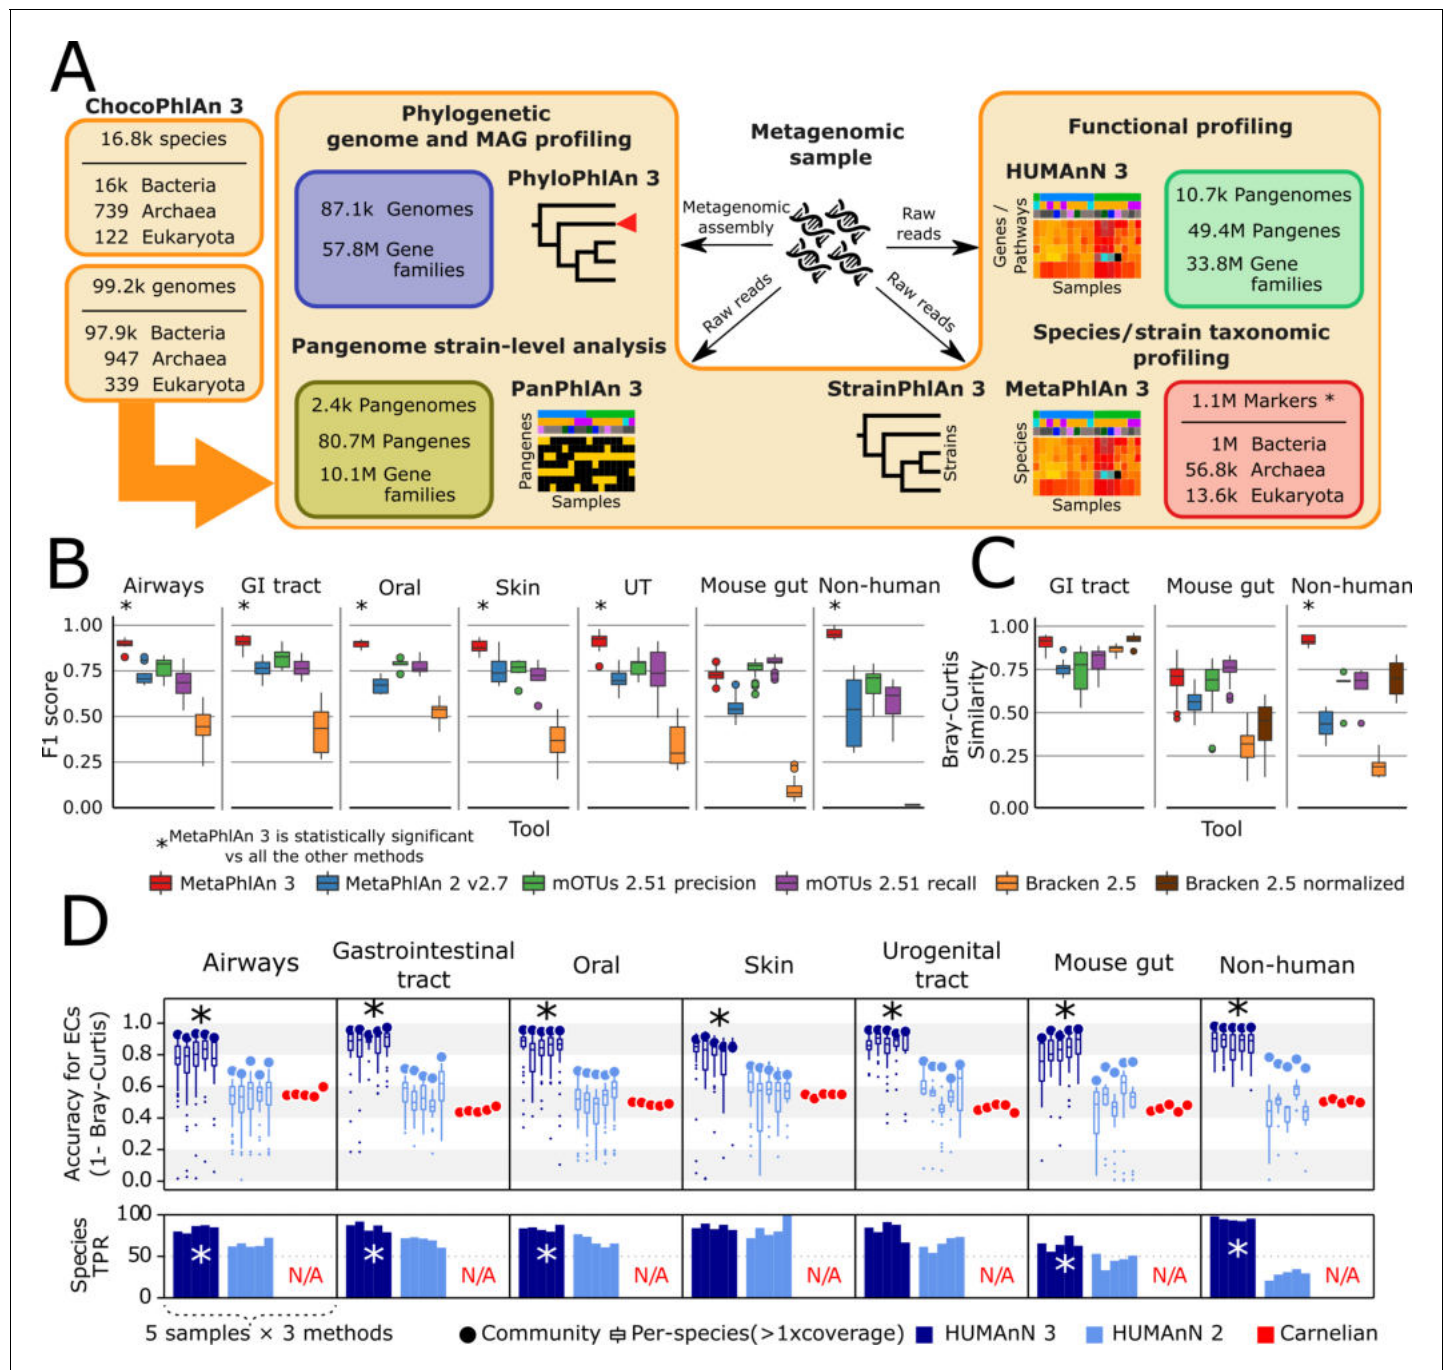 A
ChocoPhlAn 3
16.8k species
16k Bacteria
739 Archaea
122 Eukaryota
99.2k genomes
97.9k Bacteria
947 Archaea
339 Eukaryota
Phylogenetic
genome and MAG profiling
PhyloPhlAn 3
87.1k Genomes
57.8M Gene
families
Pangenome strain-level analysis
PanPhlAn 3
2.4k Pangenomes
80.7M Pangenes
10.1M Gene
families
Pangenes
Samples
Metagenomic
sample
Metagenomic
assembly
Raw
reads
Raw reads
Raw reads
Functional profiling
HUMAnN 3
Genes /
Pathways
Samples
10.7k Pangenomes
49.4M Pangenes
33.8M Gene
families
Species/strain taxonomic
profiling
StrainPhlAn 3
Strains
MetaPhlAn 3
Species
Samples
1.1M Markers *
1M Bacteria
56.8k Archaea
13.6k Eukaryota
B
Airways
GI tract
Oral
Skin
UT
Mouse gut
Non-human
* * * * * *
F1 score
1.00
0.75
0.50
0.25
0.00
Tool
*MetaPhlAn 3 is statistically significant
vs all the other methods
C
GI tract
Mouse gut
Non-human
*
Bray-Curtis
Similarity
1.00
0.75
0.50
0.25
0.00
Tool
MetaPhlAn 3
MetaPhlAn 2 v2.7
mOTUs 2.51 precision
mOTUs 2.51 recall
Bracken 2.5
Bracken 2.5 normalized
D
Airways
Gastrointestinal
tract
Oral
Skin
Urogenital
tract
Mouse gut
Non-human
Accuracy for ECs
(1- Bray-Curtis)
1.0
0.8
0.6
0.4
0.2
0.0
* * * * * * *
Species
TPR
100
50
0
* * * * *
N/A N/A N/A N/A N/A N/A N/A
5 samples × 3 methods
Community
Per-species(>1xcoverage)
HUMAnN 3
HUMAnN 2
Carnelian